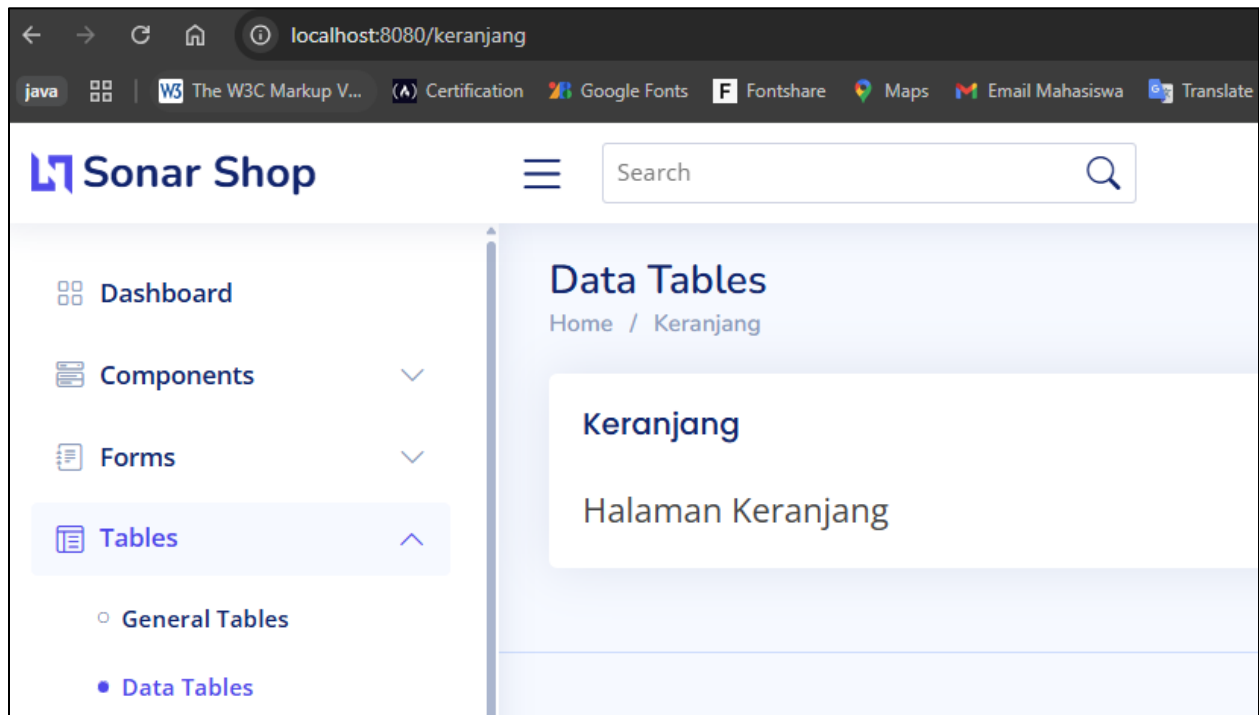 localhost:8080/keranjang
java The W3C Markup V... Certification Google Fonts F Fontshare Maps Email Mahasiswa Translate
Sonar Shop
Search
Dashboard
Components
Forms
Tables
General Tables
Data Tables
Data Tables
Home / Keranjang
Keranjang
Halaman Keranjang